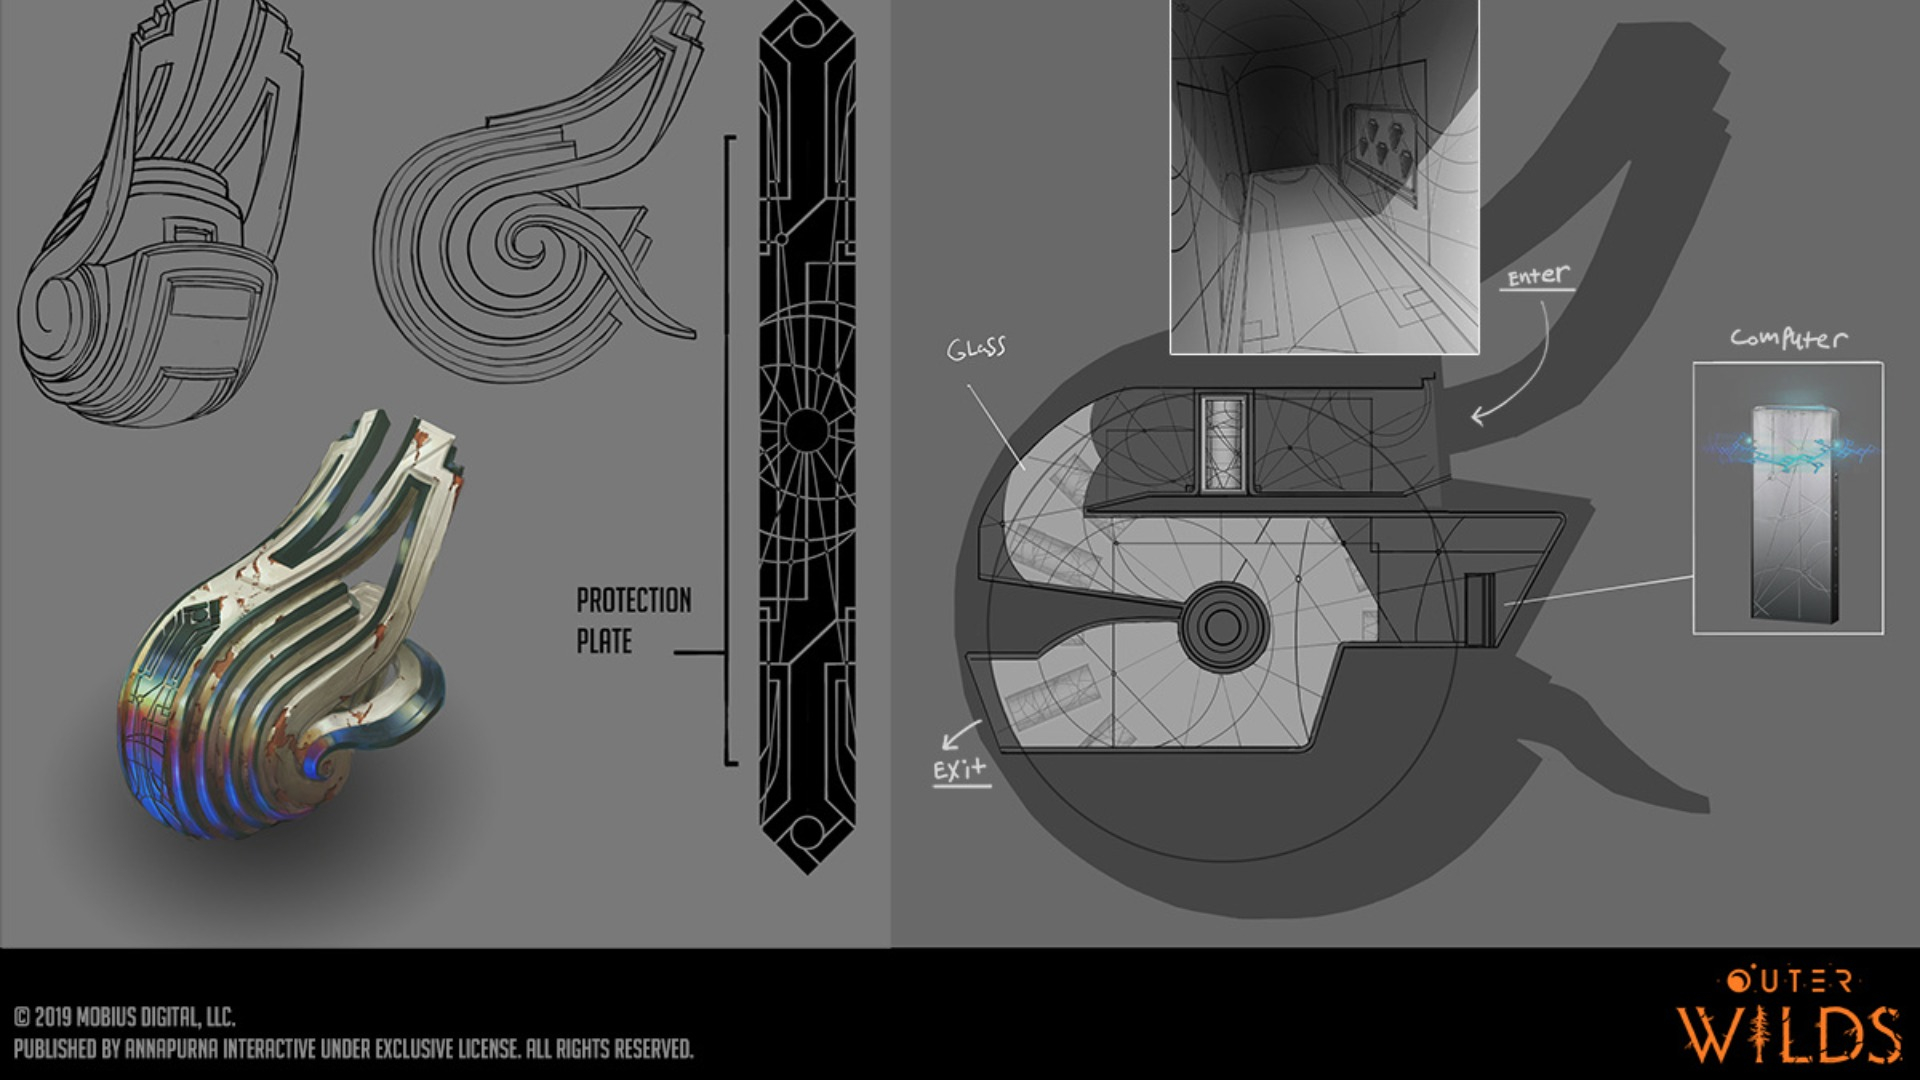 PROTECTION
PLATE
GLass
Enter
Computer
Exit
© 2019 MOBIUS DIGITAL, LLC.
PUBLISHED BY ANNAPURNA INTERACTIVE UNDER EXCLUSIVE LICENSE. ALL RIGHTS RESERVED.
OUTER
WILDS